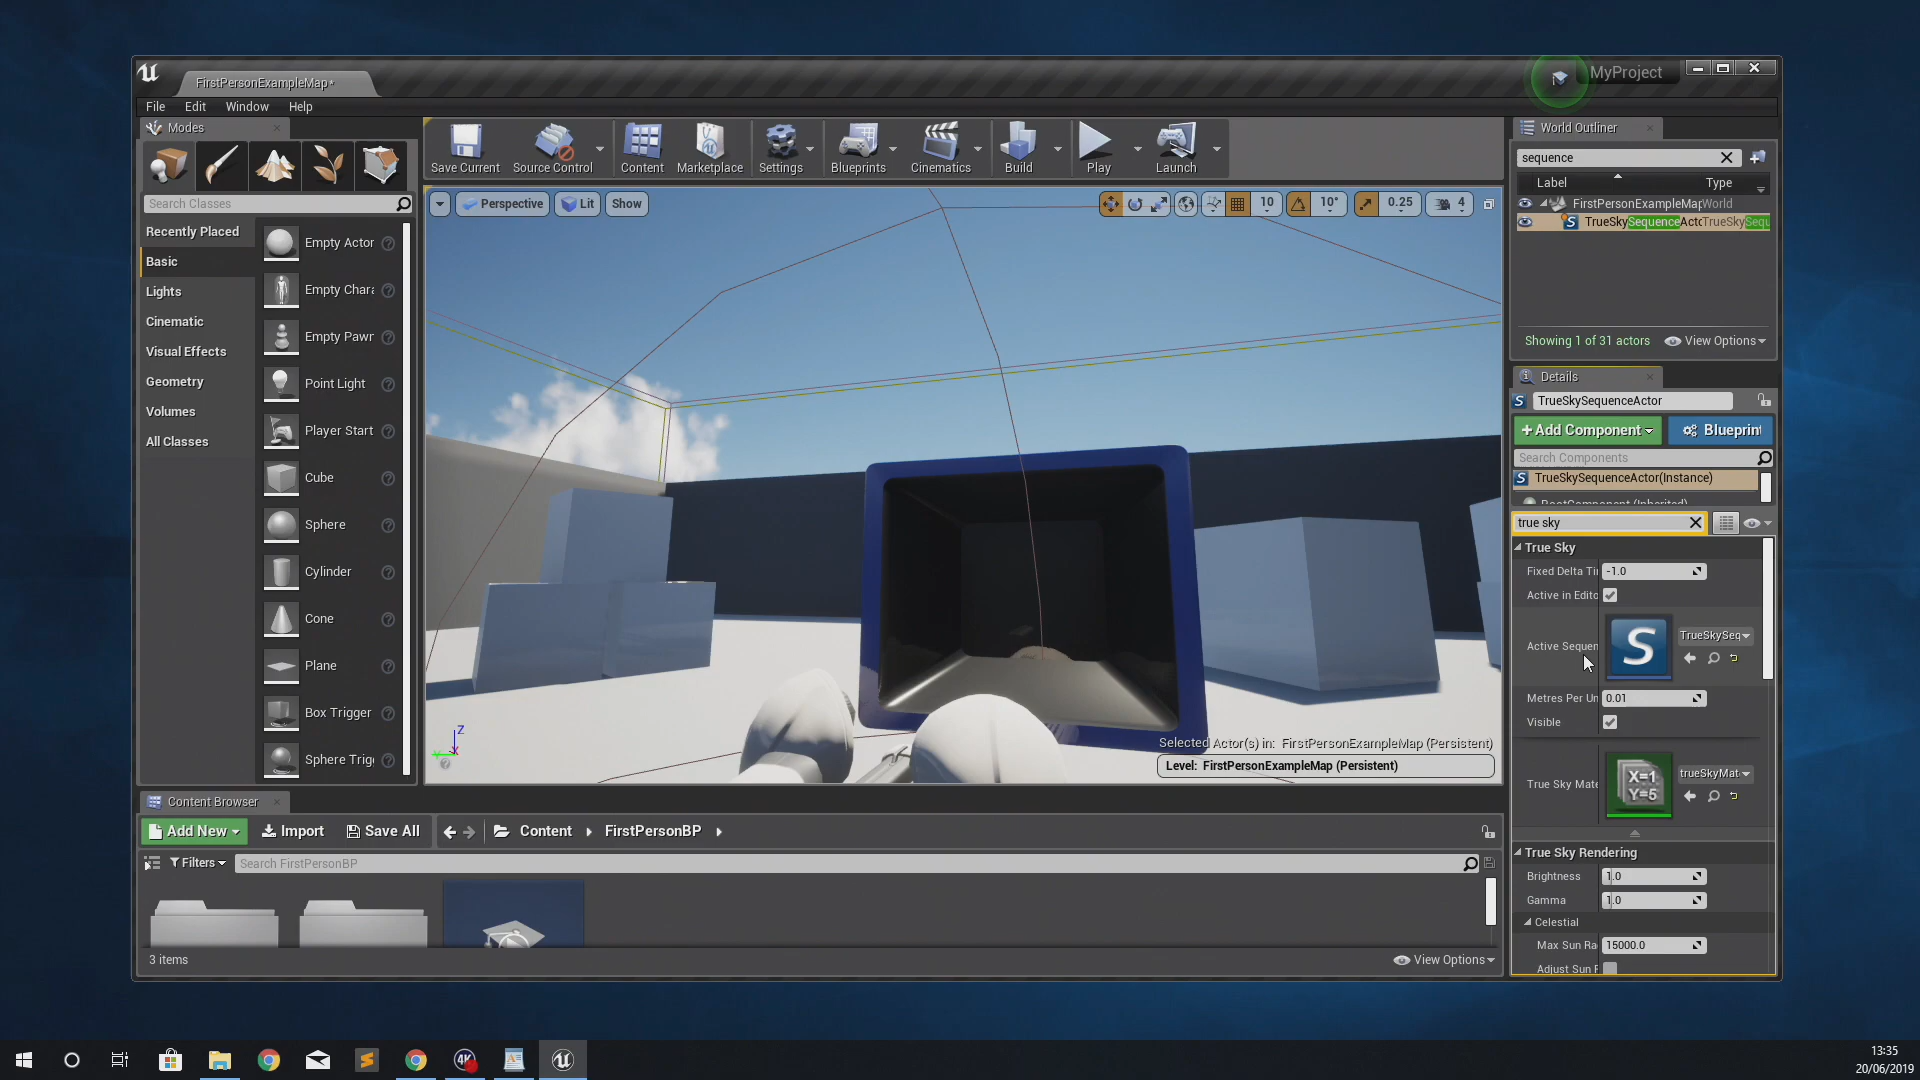 FirstPersonExampleMap*
MyProject
File Edit Window Help
Modes
Search Classes
Recently Placed
Basic
Lights
Cinematic
Visual Effects
Geometry
Volumes
All Classes
Empty Actor
Empty Chara
Empty Pawn
Point Light
Player Start
Cube
Sphere
Cylinder
Cone
Plane
Box Trigger
Sphere Trigg
Save Current
Source Control
Content
Marketplace
Settings
Blueprints
Cinematics
Build
Play
Launch
Perspective
Lit
Show
10
10°
0.25
4
Z
Selected Actor(s) in: FirstPersonExampleMap (Persistent)
Level: FirstPersonExampleMap (Persistent)
World Outliner
sequence
Label Type
FirstPersonExampleMap World
TrueSkySequenceActo TrueSkySequ
Showing 1 of 31 actors
View Options
Details
TrueSkySequenceActor
+Add Component
Blueprint
Search Components
TrueSkySequenceActor(Instance)
RootComponent (Inherited)
true sky
True Sky
Fixed Delta Ti -1.0
Active in Edito
Active Sequen
S
TrueSkySeq
Metres Per Un 0.01
Visible
True Sky Mate
X=1
Y=5
trueSkyMat
True Sky Rendering
Brightness 1.0
Gamma 1.0
Celestial
Max Sun Ra 15000.0
Adjust Sun F
Content Browser
Add New
Import
Save All
Content
FirstPersonBP
Filters
Search FirstPersonBP
3 items
View Options
4K
13:35
20/06/2019